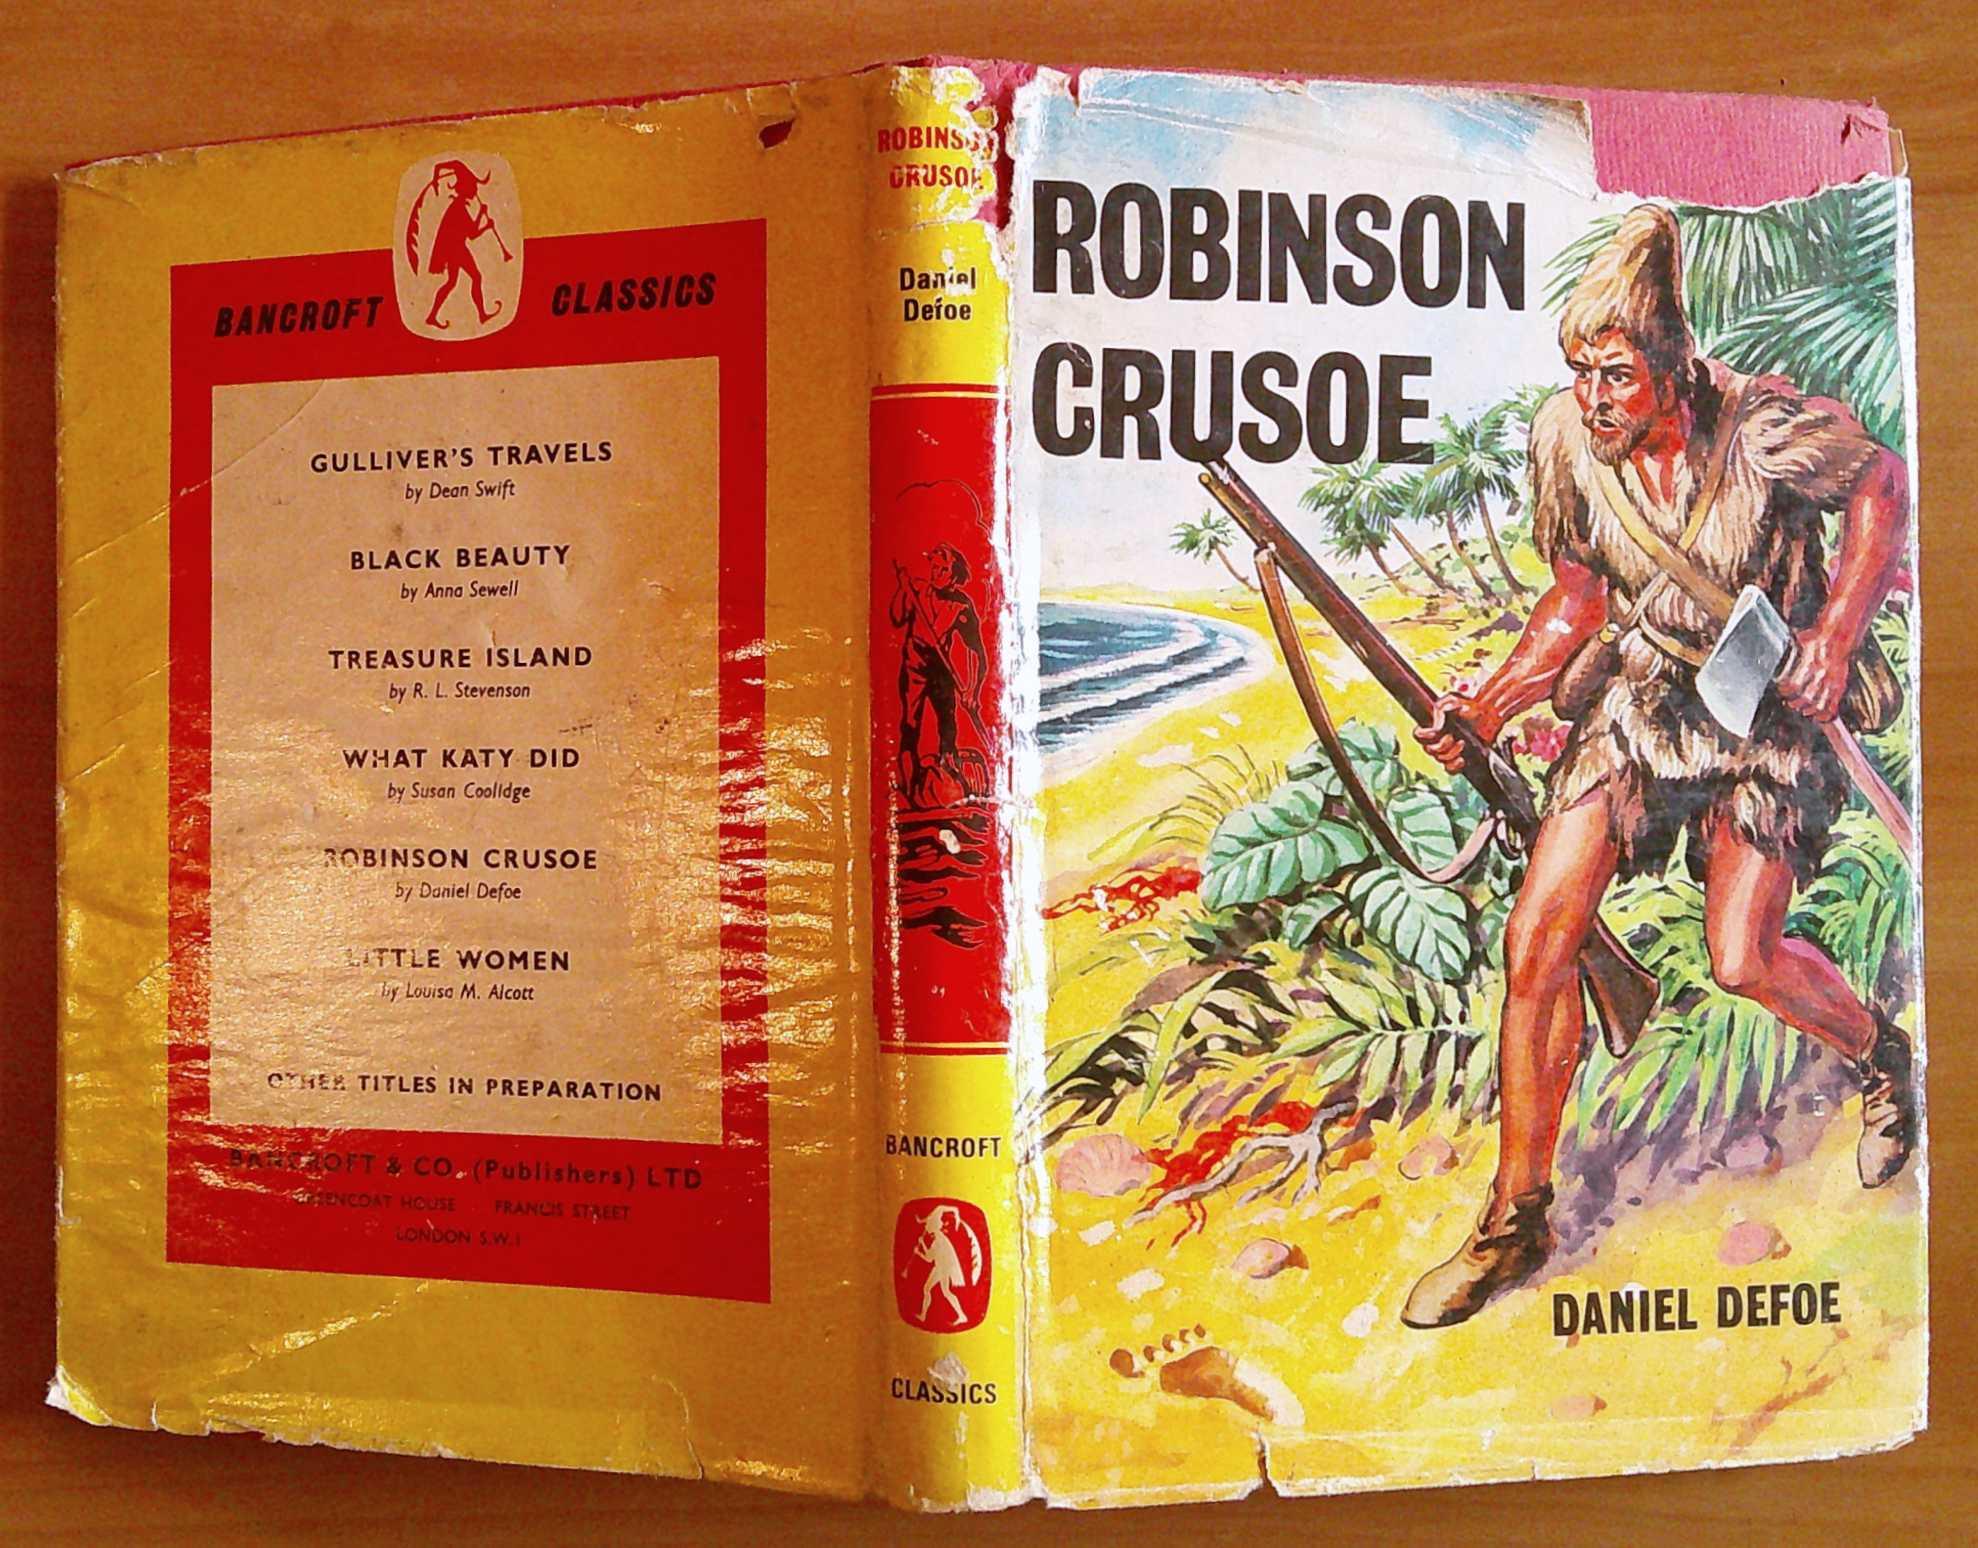 BANCROFT CLASSICS
GULLIVER'S TRAVELS
by Dean Swift
BLACK BEAUTY
by Anna Sewell
TREASURE ISLAND
by R. L. Stevenson
WHAT KATY DID
by Susan Coolidge
ROBINSON CRUSOE
by Daniel Defoe
LITTLE WOMEN
by Louisa M. Alcott
OTHER TITLES IN PREPARATION
BANCROFT & CO. (Publishers) LTD
GREENCOAT HOUSE FRANCIS STREET
LONDON S.W.1
ROBINSON
CRUSOE
Daniel
Defoe
BANCROFT
CLASSICS
ROBINSON
CRUSOE
DANIEL DEFOE